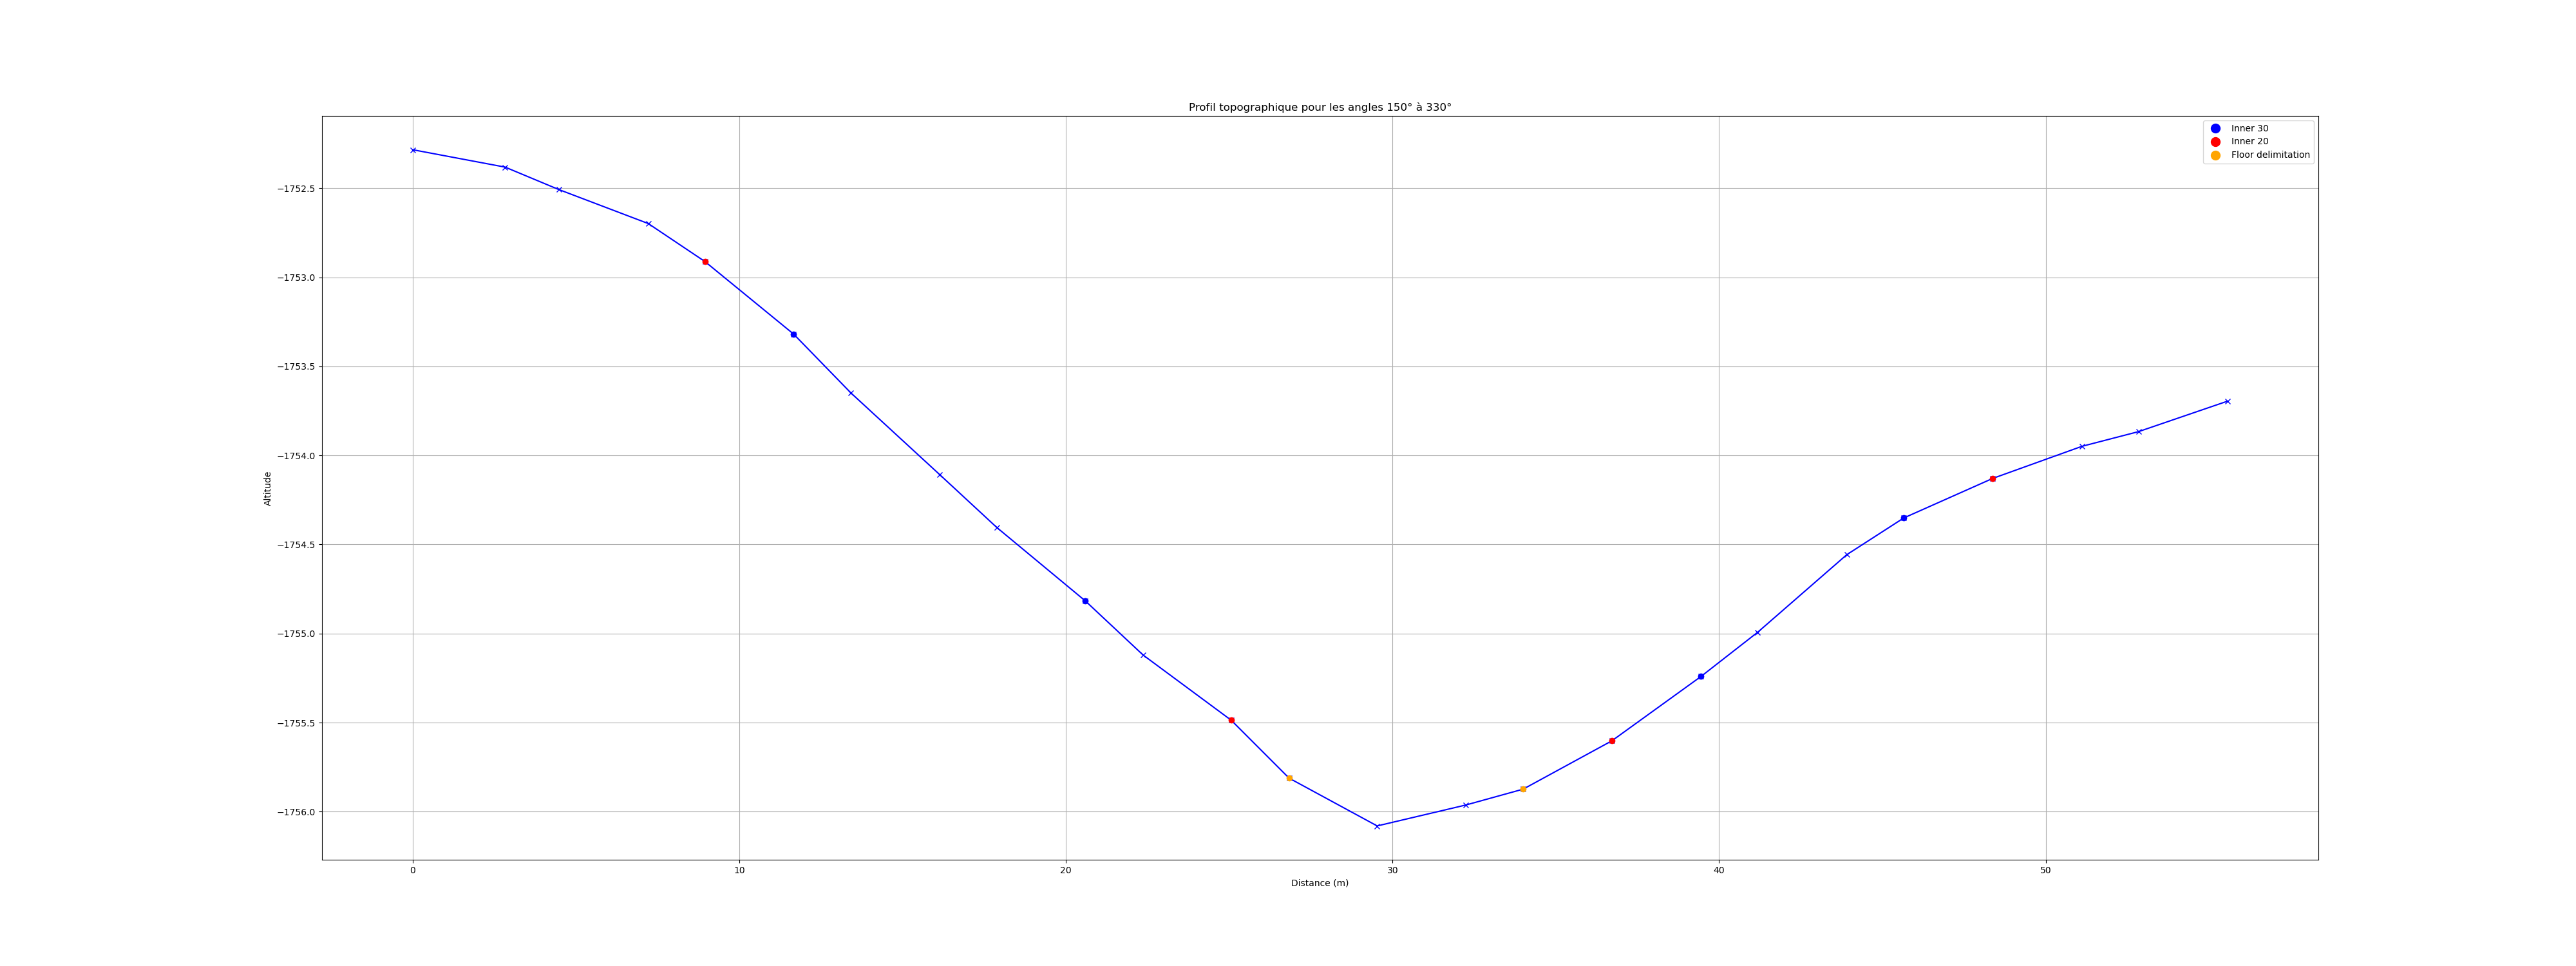 Profil topographique pour les angles 150° à 330°
Inner 30
Inner 20
Floor delimitation
−1752.5
−1753.0
−1753.5
−1754.0
−1754.5
−1755.0
−1755.5
−1756.0
Altitude
0 10 20 30 40 50
Distance (m)